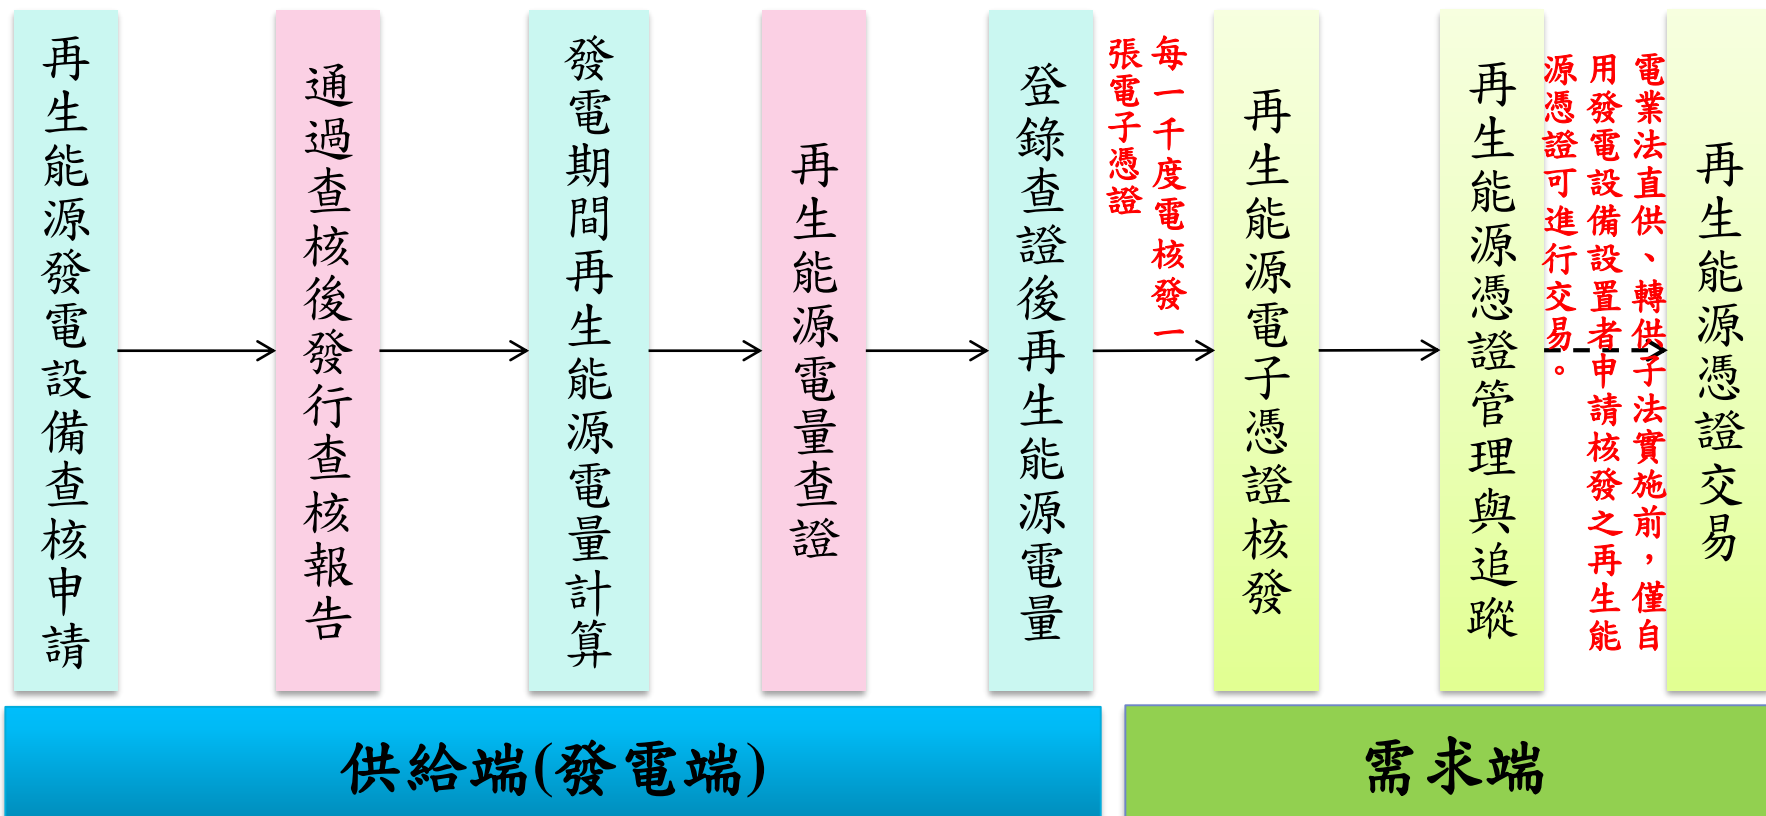 再生能源發電設備查核申請
通過查核後發行查核報告
發電期間再生能源電量計算
再生能源電量查證
登錄查證後再生能源電量
每一千度電核發一
張電子憑證
再生能源電子憑證核發
再生能源憑證管理與追蹤
電業法直供、轉供子法實施前，僅自
用發電設備設置者申請核發之再生能
源憑證可進行交易。
再生能源憑證交易
供給端(發電端)
需求端